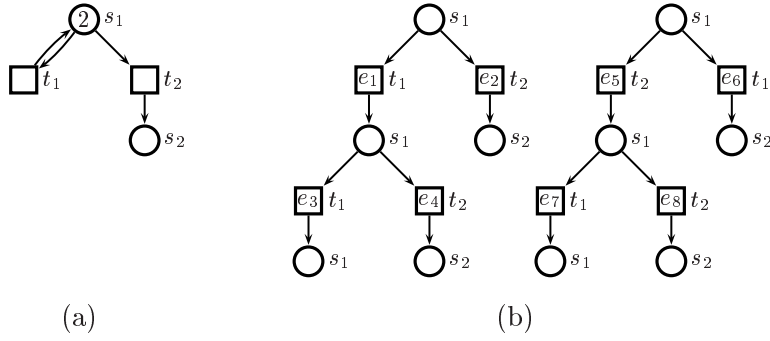 2 s1 s1 s1
t1 t2 e1 t1 e2 t2 e5 t2 e6 t1
s2 s1 s2 s1 s2
e3 t1 e4 t2 e7 t1 e8 t2
s1 s2 s1 s2
(a) (b)